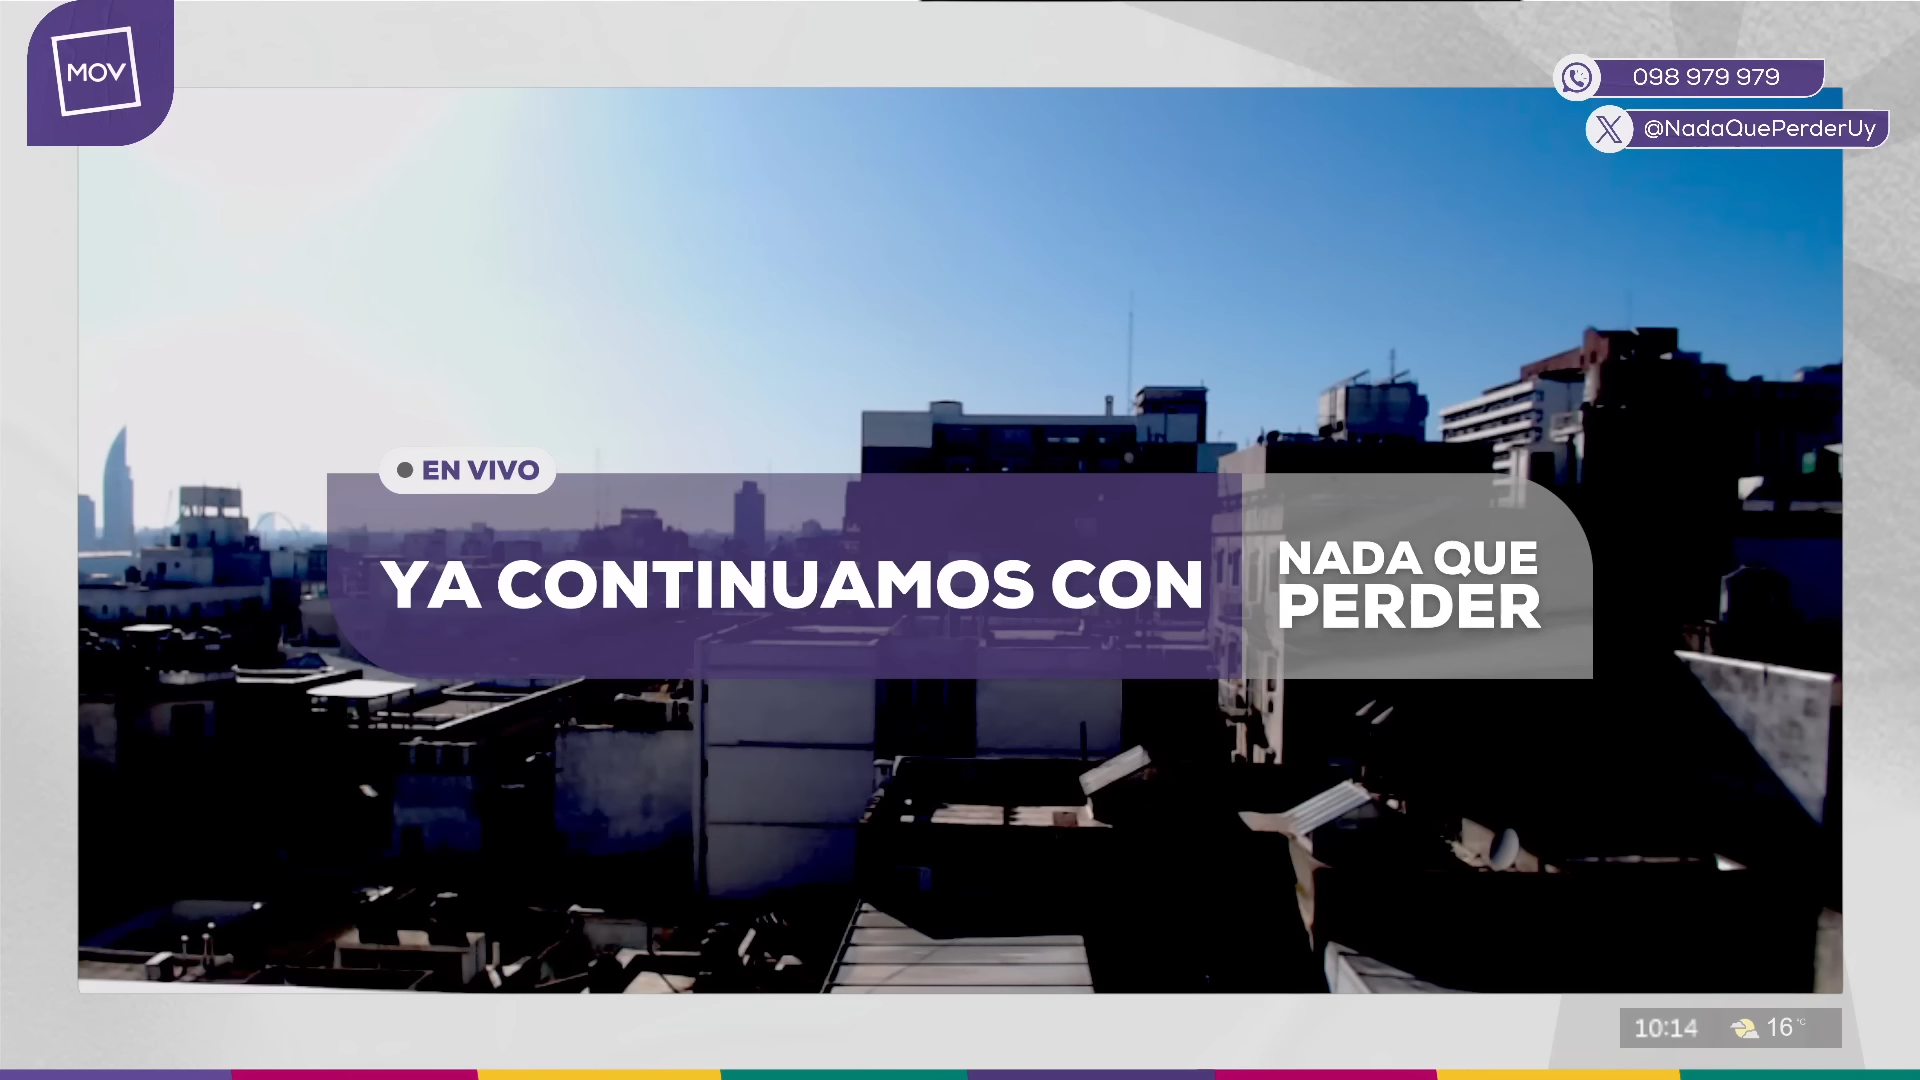 MOV
098 979 979
@NadaQuePerderUy
EN VIVO
YA CONTINUAMOS CON
NADA QUE
PERDER
10:14
16°C